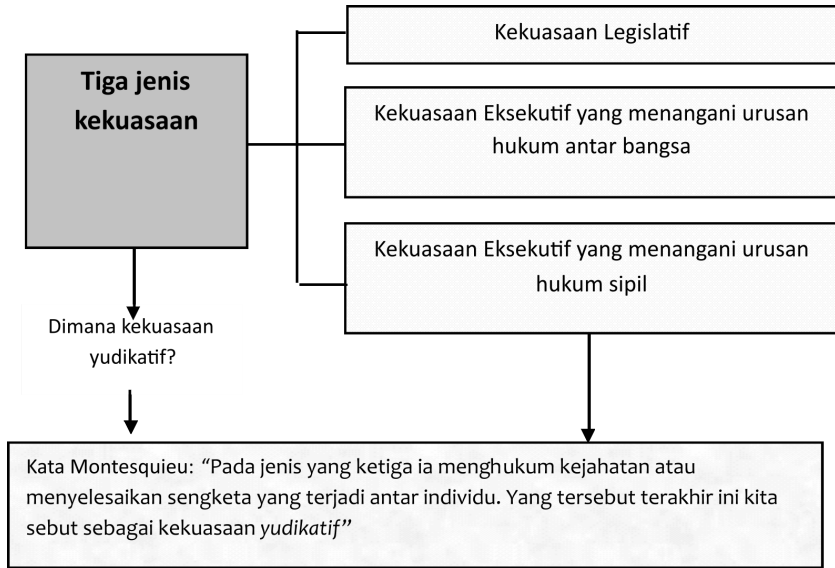 Tiga jenis
kekuasaan
Kekuasaan Legislatif
Kekuasaan Eksekutif yang menangani urusan
hukum antar bangsa
Kekuasaan Eksekutif yang menangani urusan
hukum sipil
Dimana kekuasaan
yudikatif?
Kata Montesquieu: “Pada jenis yang ketiga ia menghukum kejahatan atau
menyelesaikan sengketa yang terjadi antar individu. Yang tersebut terakhir ini kita
sebut sebagai kekuasaan yudikatif”